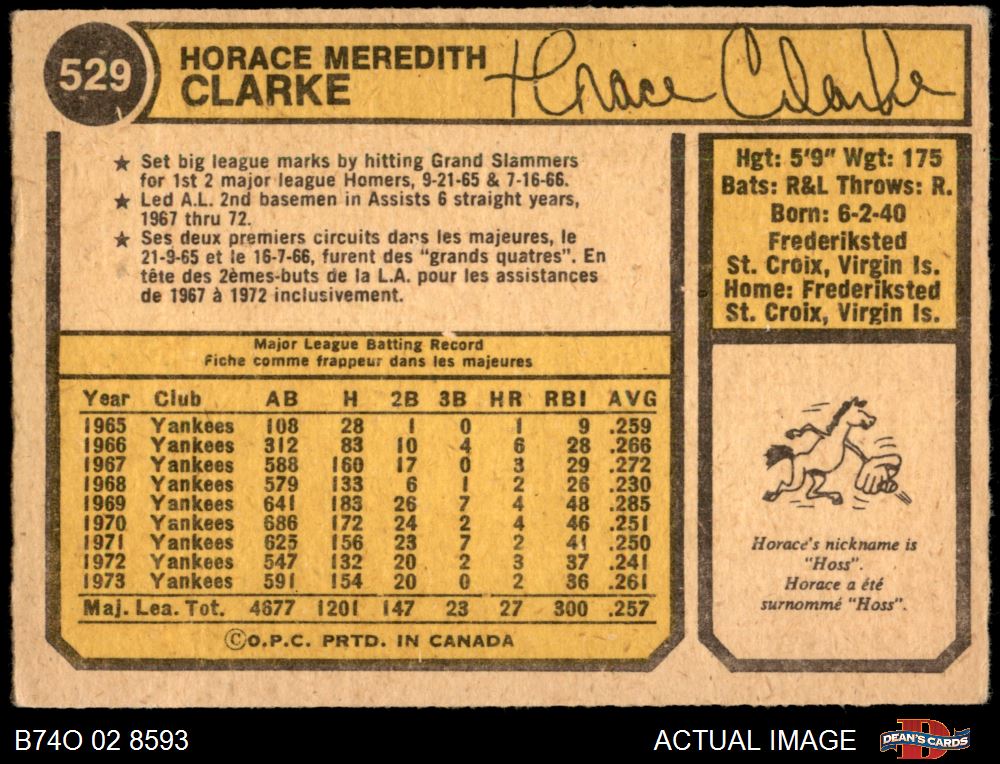 529
HORACE MEREDITH
CLARKE
Horace Clarke
★ Set big league marks by hitting Grand Slammers
for 1st 2 major league Homers, 9-21-65 & 7-16-66.
★ Led A.L. 2nd basemen in Assists 6 straight years,
1967 thru 72.
★ Ses deux premiers circuits dans les majeures, le
21-9-65 et le 16-7-66, furent des "grands quatres". En
tête des 2èmes-buts de la L.A. pour les assistances
de 1967 à 1972 inclusivement.
Hgt: 5'9" Wgt: 175
Bats: R&L Throws: R.
Born: 6-2-40
Frederiksted
St. Croix, Virgin Is.
Home: Frederiksted
St. Croix, Virgin Is.
Major League Batting Record
Fiche comme frappeur dans les majeures
Year Club AB H 2B 3B HR RBI AVG
1965 Yankees 108 28 1 0 1 9 .259
1966 Yankees 312 83 10 4 6 28 .266
1967 Yankees 588 160 17 0 3 29 .272
1968 Yankees 579 133 6 1 2 26 .230
1969 Yankees 641 183 26 7 4 48 .285
1970 Yankees 686 172 24 2 4 46 .251
1971 Yankees 625 156 23 7 2 41 .250
1972 Yankees 547 132 20 2 3 37 .241
1973 Yankees 591 154 20 0 2 36 .261
Maj. Lea. Tot. 4677 1201 147 23 27 300 .257
©O.P.C. PRTD. IN CANADA
Horace's nickname is
"Hoss".
Horace a été
surnommé "Hoss".
B74O 02 8593
ACTUAL IMAGE
DEAN'S CARDS